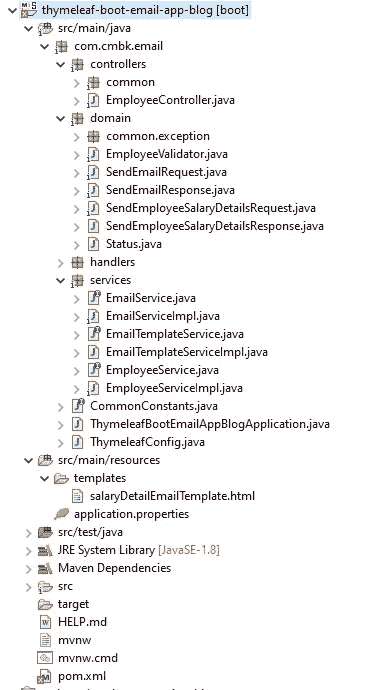 thymeleaf-boot-email-app-blog [boot]
src/main/java
com.cmbk.email
controllers
common
EmployeeController.java
domain
common.exception
EmployeeValidator.java
SendEmailRequest.java
SendEmailResponse.java
SendEmployeeSalaryDetailsRequest.java
SendEmployeeSalaryDetailsResponse.java
Status.java
handlers
services
EmailService.java
EmailServiceImpl.java
EmailTemplateService.java
EmailTemplateServiceImpl.java
EmployeeService.java
EmployeeServiceImpl.java
CommonConstants.java
ThymeleafBootEmailAppBlogApplication.java
ThymeleafConfig.java
src/main/resources
templates
salaryDetailEmailTemplate.html
application.properties
src/test/java
JRE System Library [JavaSE-1.8]
Maven Dependencies
src
target
HELP.md
mvnw
mvnw.cmd
pom.xml